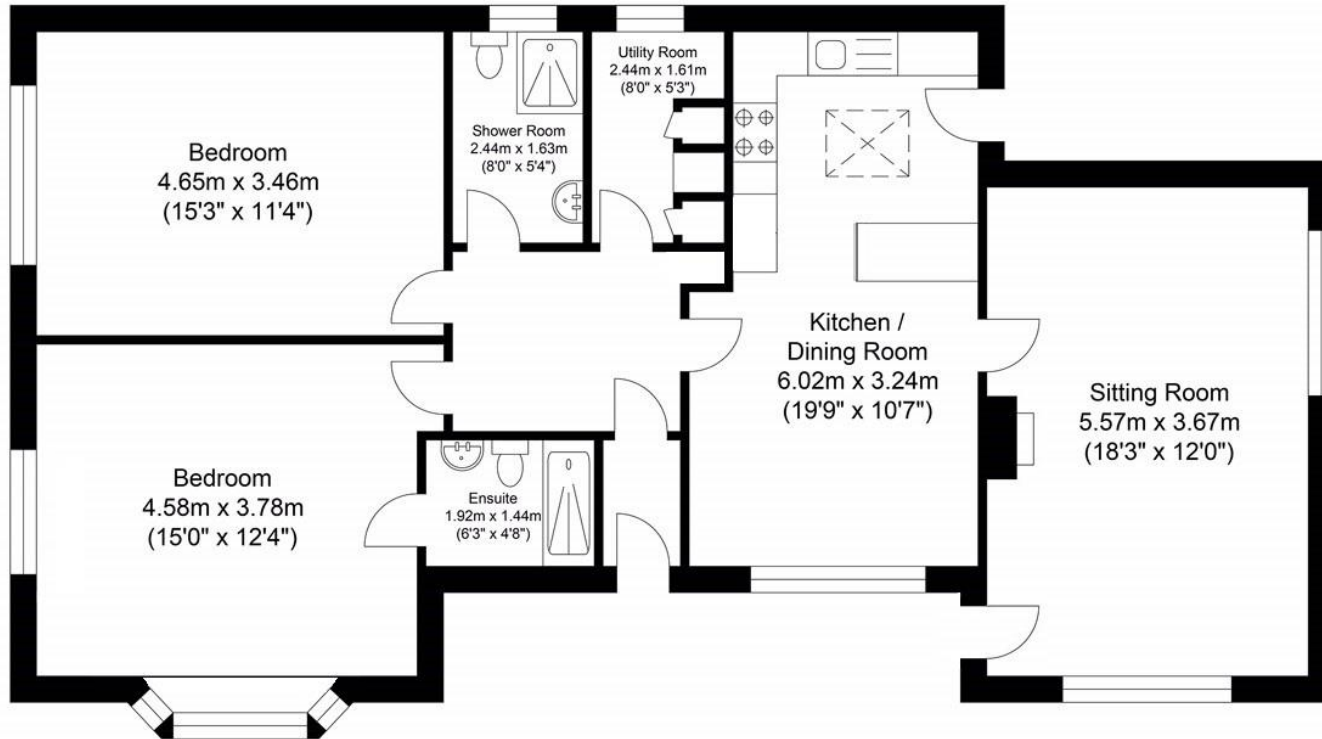 Bedroom
4.65m x 3.46m
(15'3" x 11'4")
Shower Room
2.44m x 1.63m
(8'0" x 5'4")
Utility Room
2.44m x 1.61m
(8'0" x 5'3")
Kitchen /
Dining Room
6.02m x 3.24m
(19'9" x 10'7")
Sitting Room
5.57m x 3.67m
(18'3" x 12'0")
Bedroom
4.58m x 3.78m
(15'0" x 12'4")
Ensuite
1.92m x 1.44m
(6'3" x 4'8")